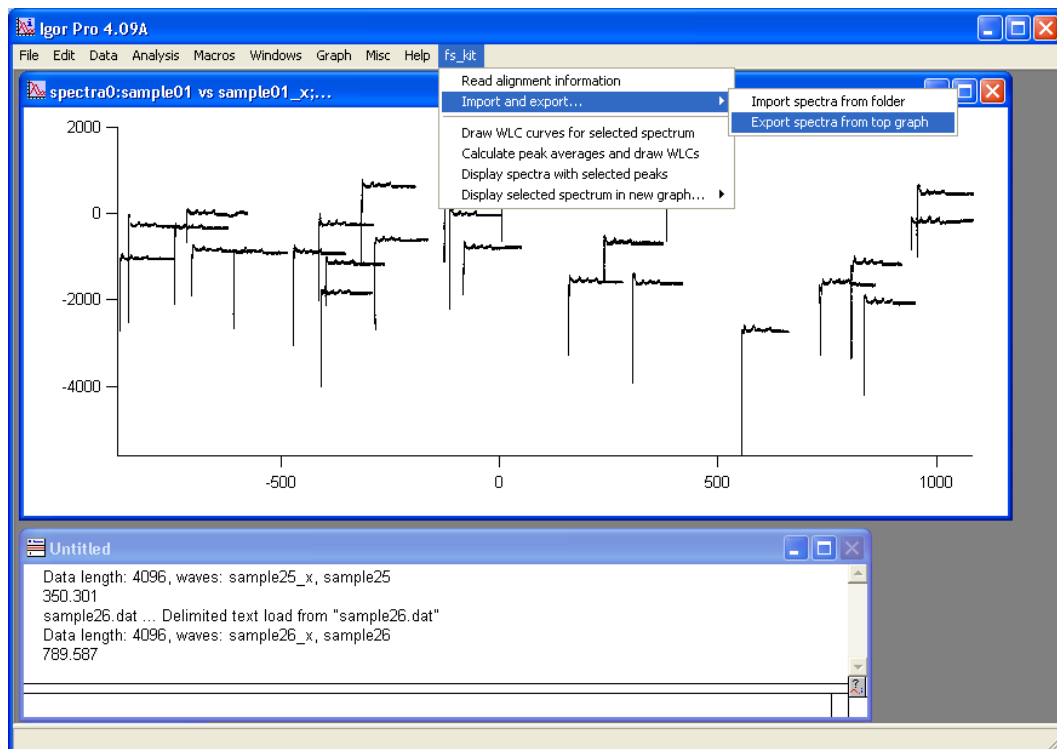 Igor Pro 4.09A
File Edit Data Analysis Macros Windows Graph Misc Help fs_kit
spectra0:sample01 vs sample01_x;...
Read alignment information
Import and export...
Import spectra from folder
Export spectra from top graph
Draw WLC curves for selected spectrum
Calculate peak averages and draw WLCs
Display spectra with selected peaks
Display selected spectrum in new graph...
2000
0
-2000
-4000
-500 0 500 1000
Untitled
Data length: 4096, waves: sample25_x, sample25
350.301
sample26.dat ... Delimited text load from "sample26.dat"
Data length: 4096, waves: sample26_x, sample26
789.587